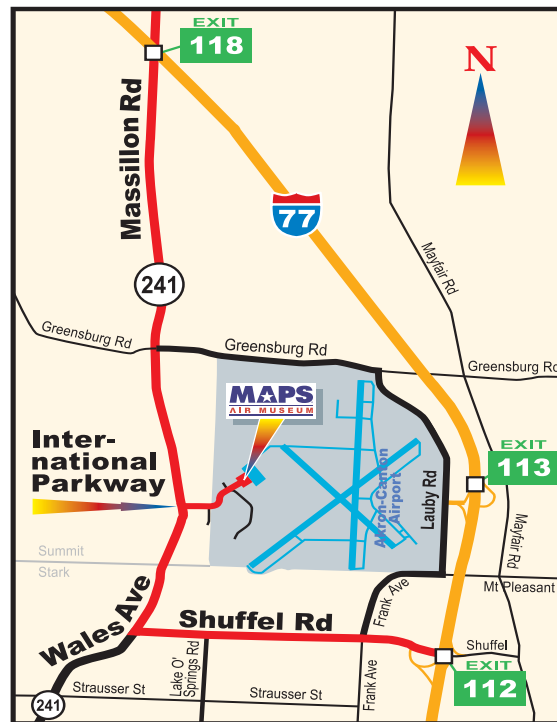 EXIT
118
N
Massillon Rd
77
Mayfair Rd
241
Greensburg Rd
Greensburg Rd
Greensburg Rd
MAPS
AIR MUSEUM
Inter-
national
Parkway
EXIT
113
Akron-Canton
Airport
Lauby Rd
Mayfair Rd
Summit
Stark
Mt Pleasant
Frank Ave
Wales Ave
Shuffel Rd
Shuffel
EXIT
112
Lake O'
Springs Rd
Frank Ave
241
Strausser St
Strausser St